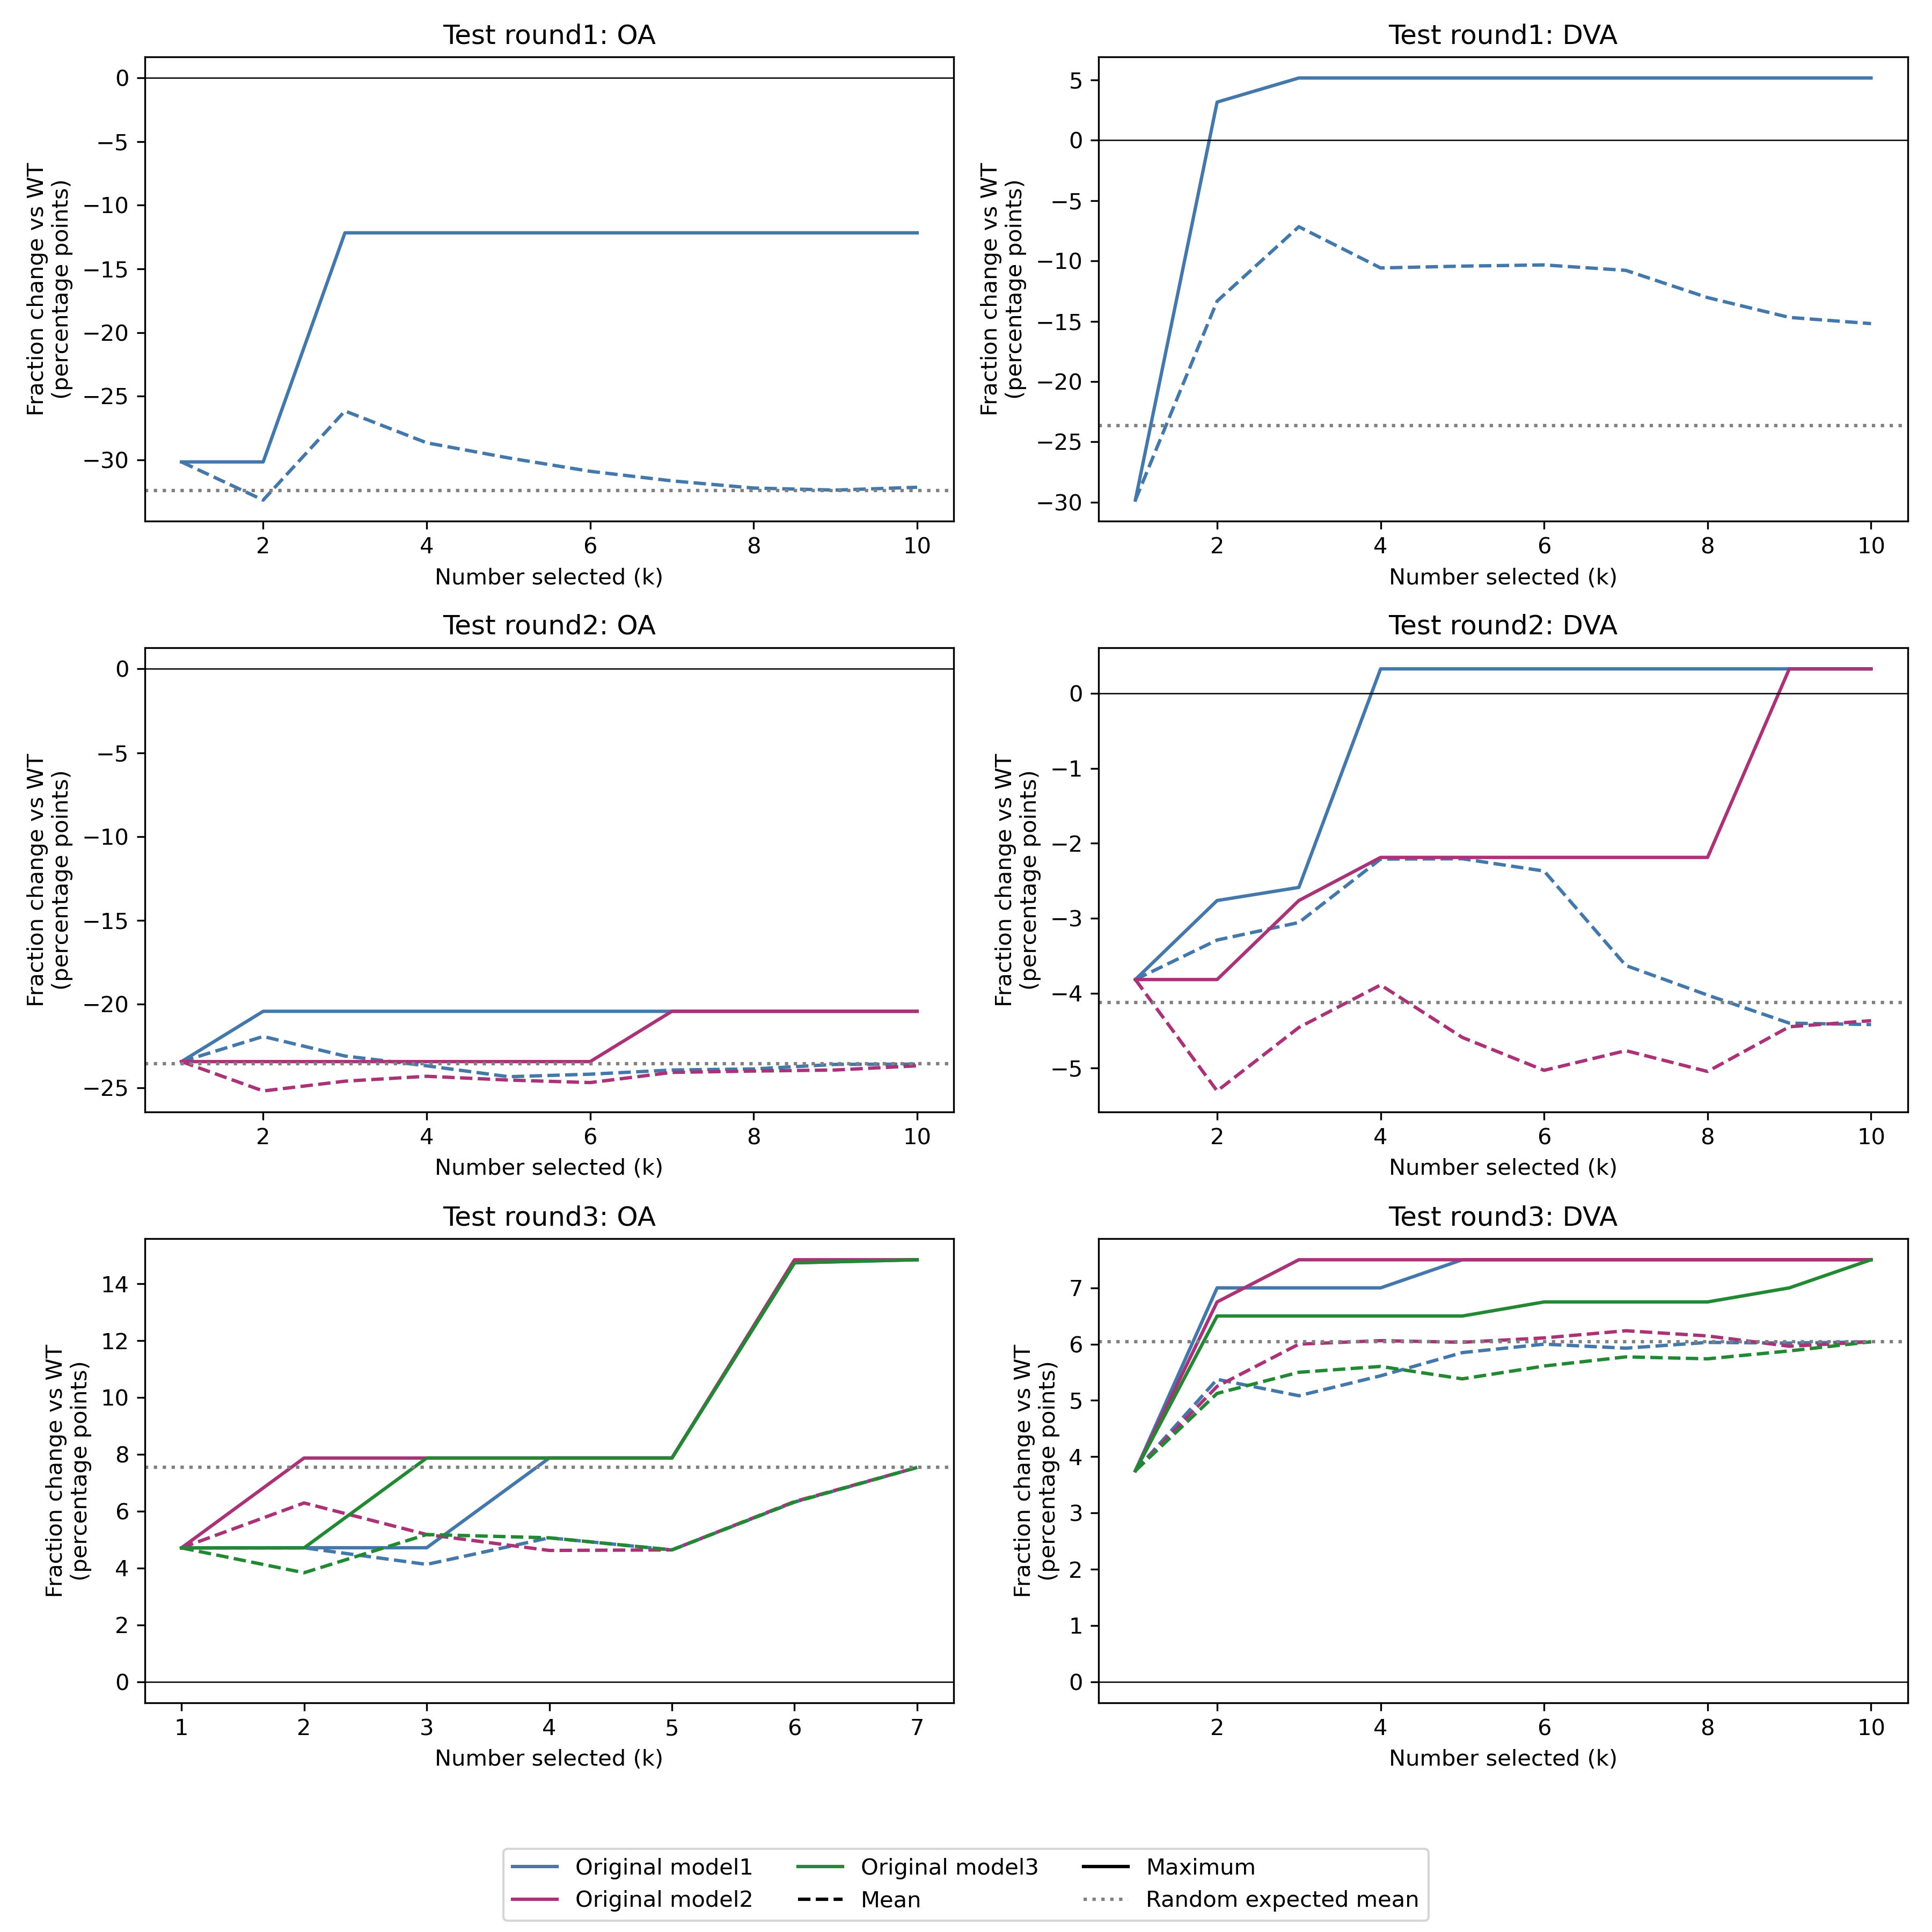 Test round1: OA
Fraction change vs WT
(percentage points)
0
−5
−10
−15
−20
−25
−30
2
4
6
8
10
Number selected (k)
Test round1: DVA
Fraction change vs WT
(percentage points)
5
0
−5
−10
−15
−20
−25
−30
2
4
6
8
10
Number selected (k)
Test round2: OA
Fraction change vs WT
(percentage points)
0
−5
−10
−15
−20
−25
2
4
6
8
10
Number selected (k)
Test round2: DVA
Fraction change vs WT
(percentage points)
0
−1
−2
−3
−4
−5
2
4
6
8
10
Number selected (k)
Test round3: OA
Fraction change vs WT
(percentage points)
14
12
10
8
6
4
2
0
1
2
3
4
5
6
7
Number selected (k)
Test round3: DVA
Fraction change vs WT
(percentage points)
7
6
5
4
3
2
1
0
2
4
6
8
10
Number selected (k)
Original model1
Original model2
Original model3
Mean
Maximum
Random expected mean